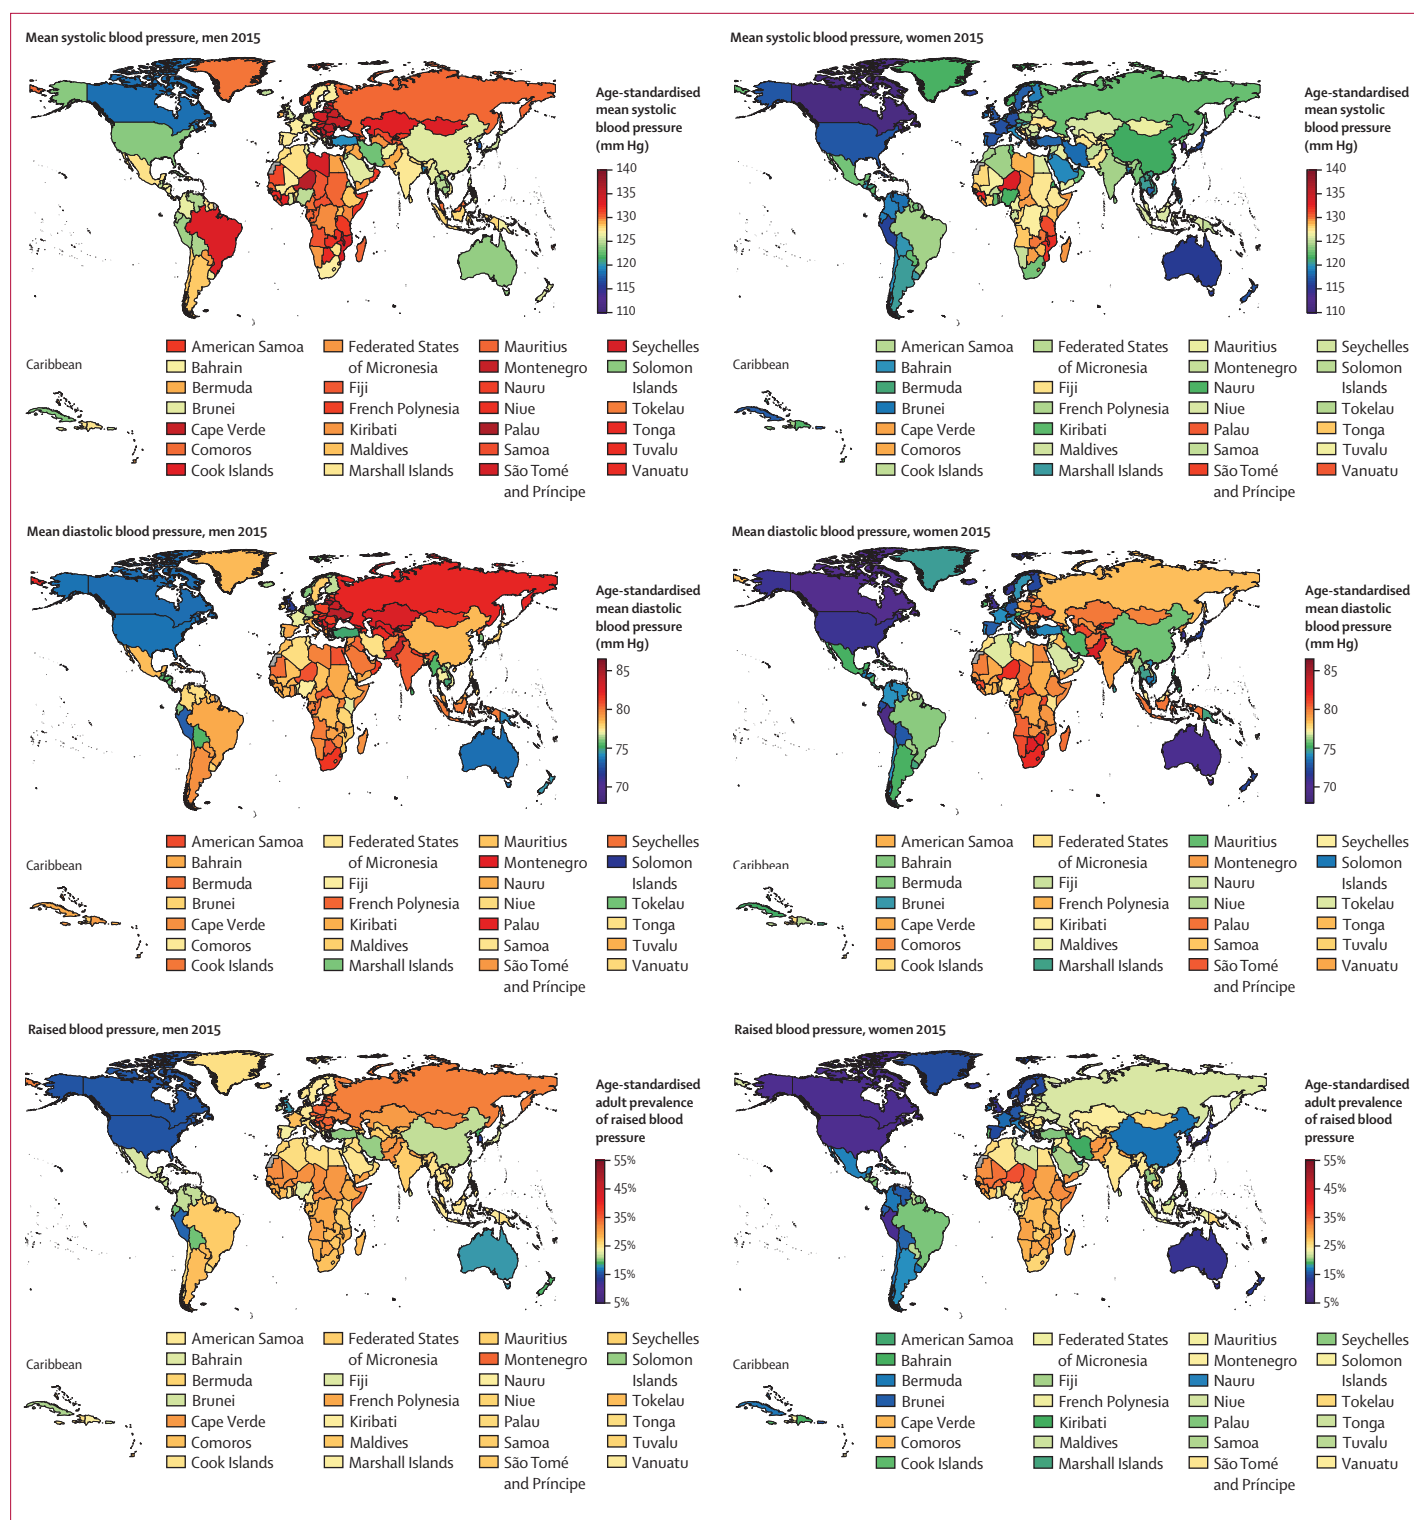 Mean systolic blood pressure, men 2015
Age-standardised
mean systolic
blood pressure
(mm Hg)
140
135
130
125
120
115
110
Caribbean
American Samoa
Bahrain
Bermuda
Brunei
Cape Verde
Comoros
Cook Islands
Federated States
of Micronesia
Fiji
French Polynesia
Kiribati
Maldives
Marshall Islands
Mauritius
Montenegro
Nauru
Niue
Palau
Samoa
São Tomé
and Príncipe
Seychelles
Solomon
Islands
Tokelau
Tonga
Tuvalu
Vanuatu
Mean systolic blood pressure, women 2015
Age-standardised
mean systolic
blood pressure
(mm Hg)
140
135
130
125
120
115
110
Caribbean
American Samoa
Bahrain
Bermuda
Brunei
Cape Verde
Comoros
Cook Islands
Federated States
of Micronesia
Fiji
French Polynesia
Kiribati
Maldives
Marshall Islands
Mauritius
Montenegro
Nauru
Niue
Palau
Samoa
São Tomé
and Príncipe
Seychelles
Solomon
Islands
Tokelau
Tonga
Tuvalu
Vanuatu
Mean diastolic blood pressure, men 2015
Age-standardised
mean diastolic
blood pressure
(mm Hg)
85
80
75
70
Caribbean
American Samoa
Bahrain
Bermuda
Brunei
Cape Verde
Comoros
Cook Islands
Federated States
of Micronesia
Fiji
French Polynesia
Kiribati
Maldives
Marshall Islands
Mauritius
Montenegro
Nauru
Niue
Palau
Samoa
São Tomé
and Príncipe
Seychelles
Solomon
Islands
Tokelau
Tonga
Tuvalu
Vanuatu
Mean diastolic blood pressure, women 2015
Age-standardised
mean diastolic
blood pressure
(mm Hg)
85
80
75
70
Caribbean
American Samoa
Bahrain
Bermuda
Brunei
Cape Verde
Comoros
Cook Islands
Federated States
of Micronesia
Fiji
French Polynesia
Kiribati
Maldives
Marshall Islands
Mauritius
Montenegro
Nauru
Niue
Palau
Samoa
São Tomé
and Príncipe
Seychelles
Solomon
Islands
Tokelau
Tonga
Tuvalu
Vanuatu
Raised blood pressure, men 2015
Age-standardised
adult prevalence
of raised blood
pressure
55%
45%
35%
25%
15%
5%
Caribbean
American Samoa
Bahrain
Bermuda
Brunei
Cape Verde
Comoros
Cook Islands
Federated States
of Micronesia
Fiji
French Polynesia
Kiribati
Maldives
Marshall Islands
Mauritius
Montenegro
Nauru
Niue
Palau
Samoa
São Tomé
and Príncipe
Seychelles
Solomon
Islands
Tokelau
Tonga
Tuvalu
Vanuatu
Raised blood pressure, women 2015
Age-standardised
adult prevalence
of raised blood
pressure
55%
45%
35%
25%
15%
5%
Caribbean
American Samoa
Bahrain
Bermuda
Brunei
Cape Verde
Comoros
Cook Islands
Federated States
of Micronesia
Fiji
French Polynesia
Kiribati
Maldives
Marshall Islands
Mauritius
Montenegro
Nauru
Niue
Palau
Samoa
São Tomé
and Príncipe
Seychelles
Solomon
Islands
Tokelau
Tonga
Tuvalu
Vanuatu